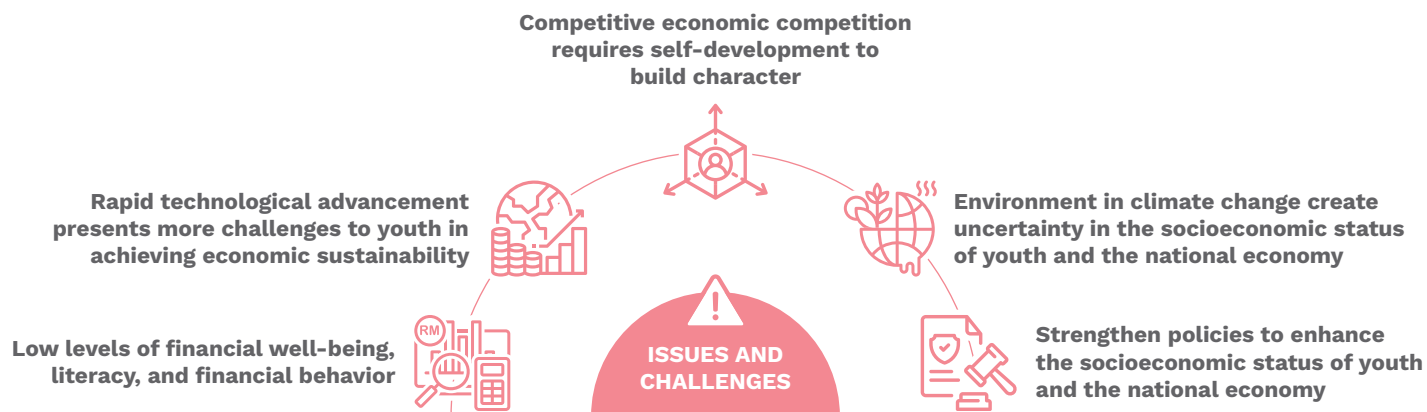 Competitive economic competition
requires self-development to
build character
Rapid technological advancement
presents more challenges to youth in
achieving economic sustainability
Environment in climate change create
uncertainty in the socioeconomic status
of youth and the national economy
RM
Low levels of financial well-being,
literacy, and financial behavior
ISSUES AND
CHALLENGES
Strengthen policies to enhance
the socioeconomic status of youth
and the national economy